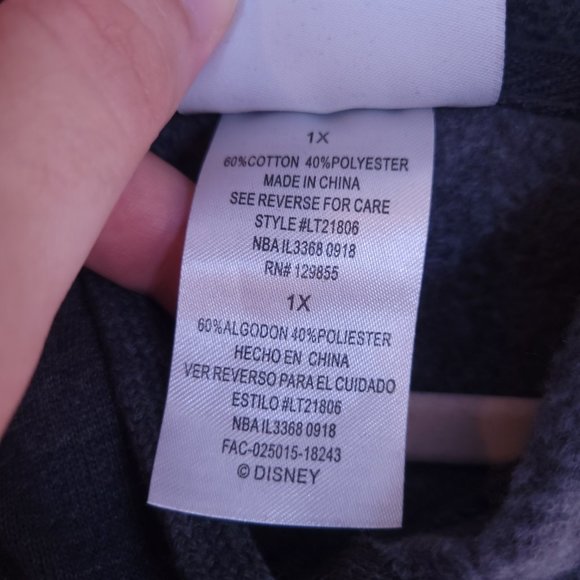 1X
60%COTTON 40%POLYESTER
MADE IN CHINA
SEE REVERSE FOR CARE
STYLE #LT21806
NBA IL3368 0918
RN# 129855
1X
60%ALGODON 40%POLIESTER
HECHO EN CHINA
VER REVERSO PARA EL CUIDADO
ESTILO #LT21806
NBA IL3368 0918
FAC-025015-18243
© DISNEY